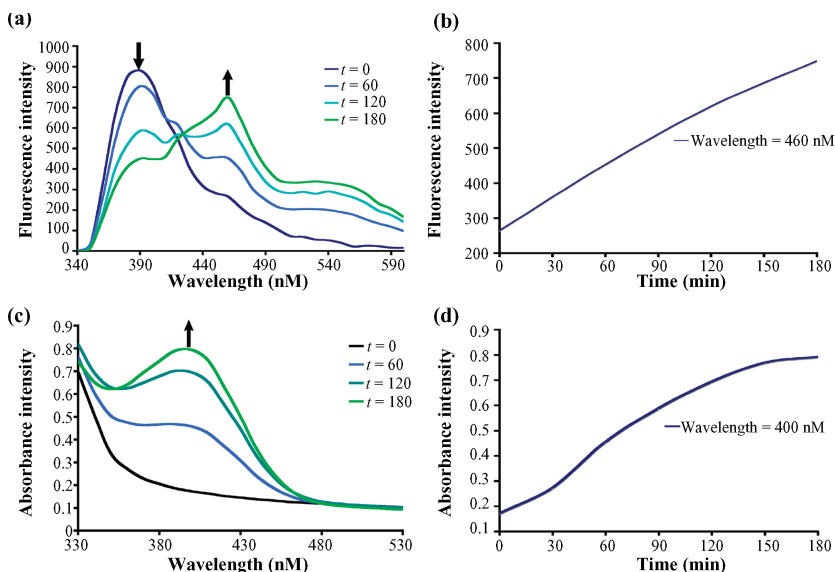 (a)
Fluorescence intensity
1000
900
800
700
600
500
400
300
200
100
0
340
390
440
490
540
590
Wavelength (nM)
t = 0
t = 60
t = 120
t = 180
(b)
Fluorescence intensity
800
700
600
500
400
300
200
0
30
60
90
120
150
180
Time (min)
Wavelength = 460 nM
(c)
Absorbance intensity
0.9
0.8
0.7
0.6
0.5
0.4
0.3
0.2
0.1
0
330
380
430
480
530
Wavelength (nM)
t = 0
t = 60
t = 120
t = 180
(d)
Absorbance intensity
0.9
0.8
0.7
0.6
0.5
0.4
0.3
0.2
0.1
0
30
60
90
120
150
180
Time (min)
Wavelength = 400 nM